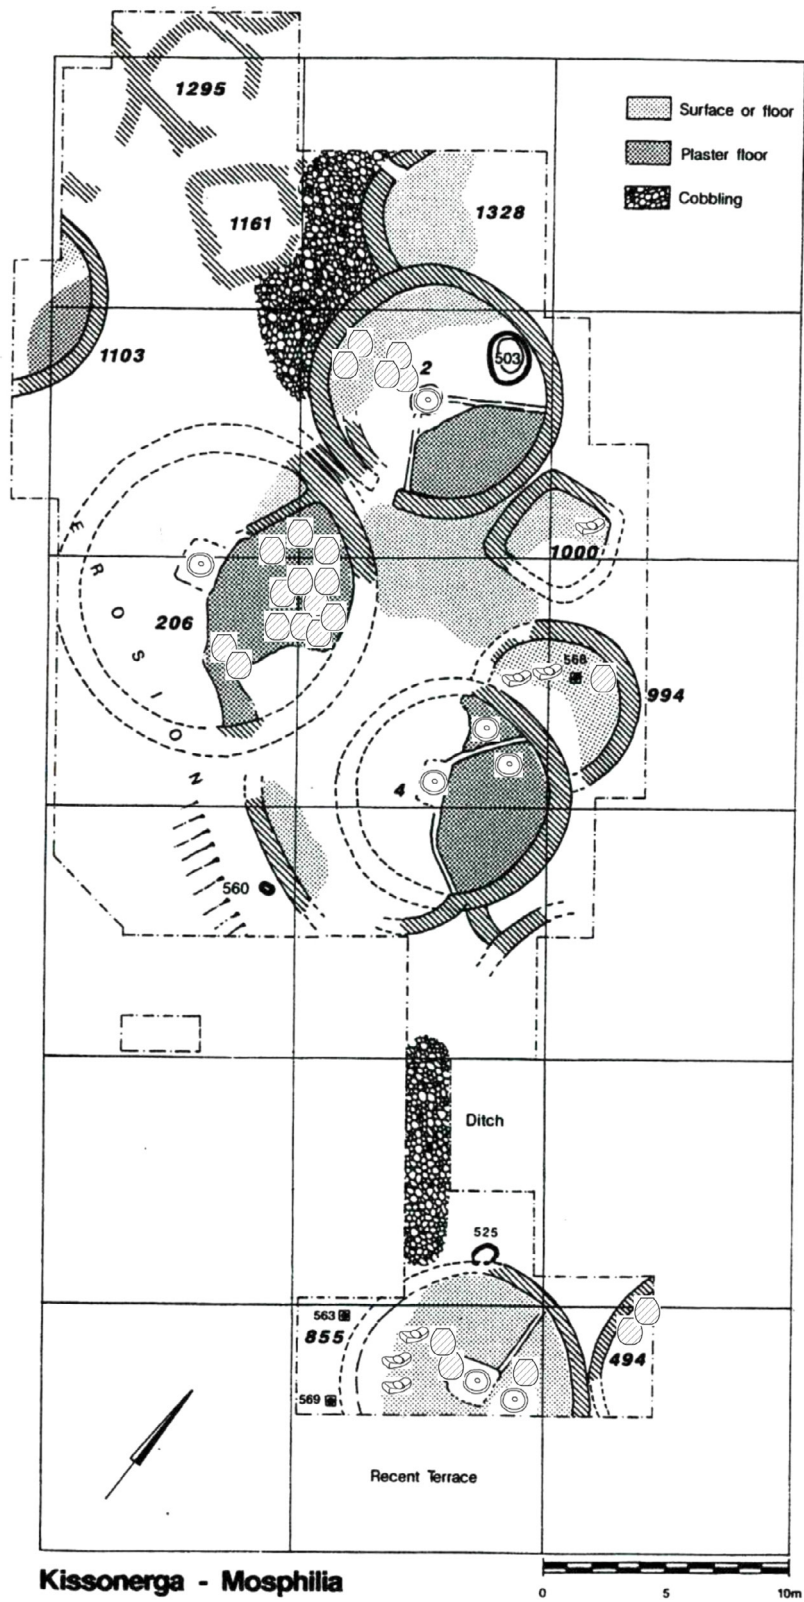 1295
Surface or floor
Plaster floor
Cobbling
1161
1328
1103
2
503
1000
206
EROSION
568
994
4
560
Ditch
525
563
855
494
569
Recent Terrace
Kissonerga - Mosphilia
0 5 10m